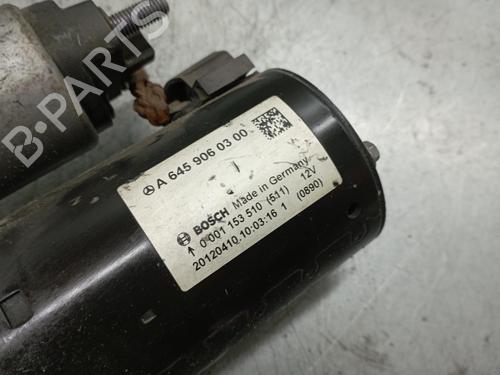 A 645 906 03 00
BOSCH Made in Germany
0 001 153 510 (511) 12V
20120410 10:03:16 1 (0890)
B-PARTS
B-PARTS